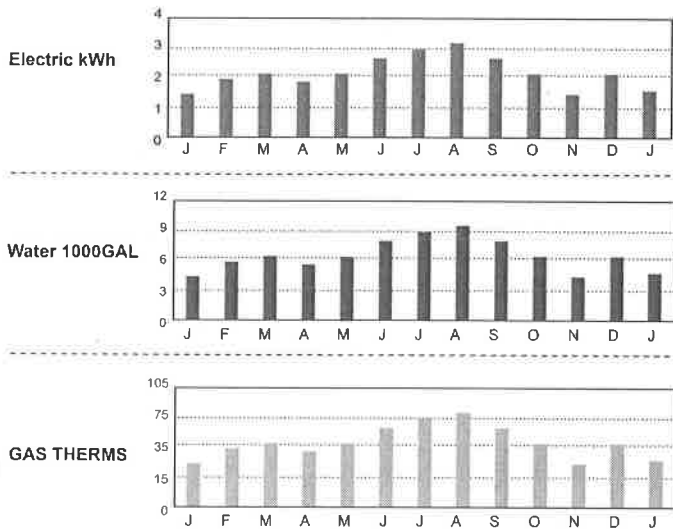 4
3
Electric kWh
2
1
0
J F M A M J J A S O N D J
12
9
Water 1000GAL
6
3
0
J F M A M J J A S O N D J
105
75
35
GAS THERMS
15
0
J F M A M J J A S O N D J